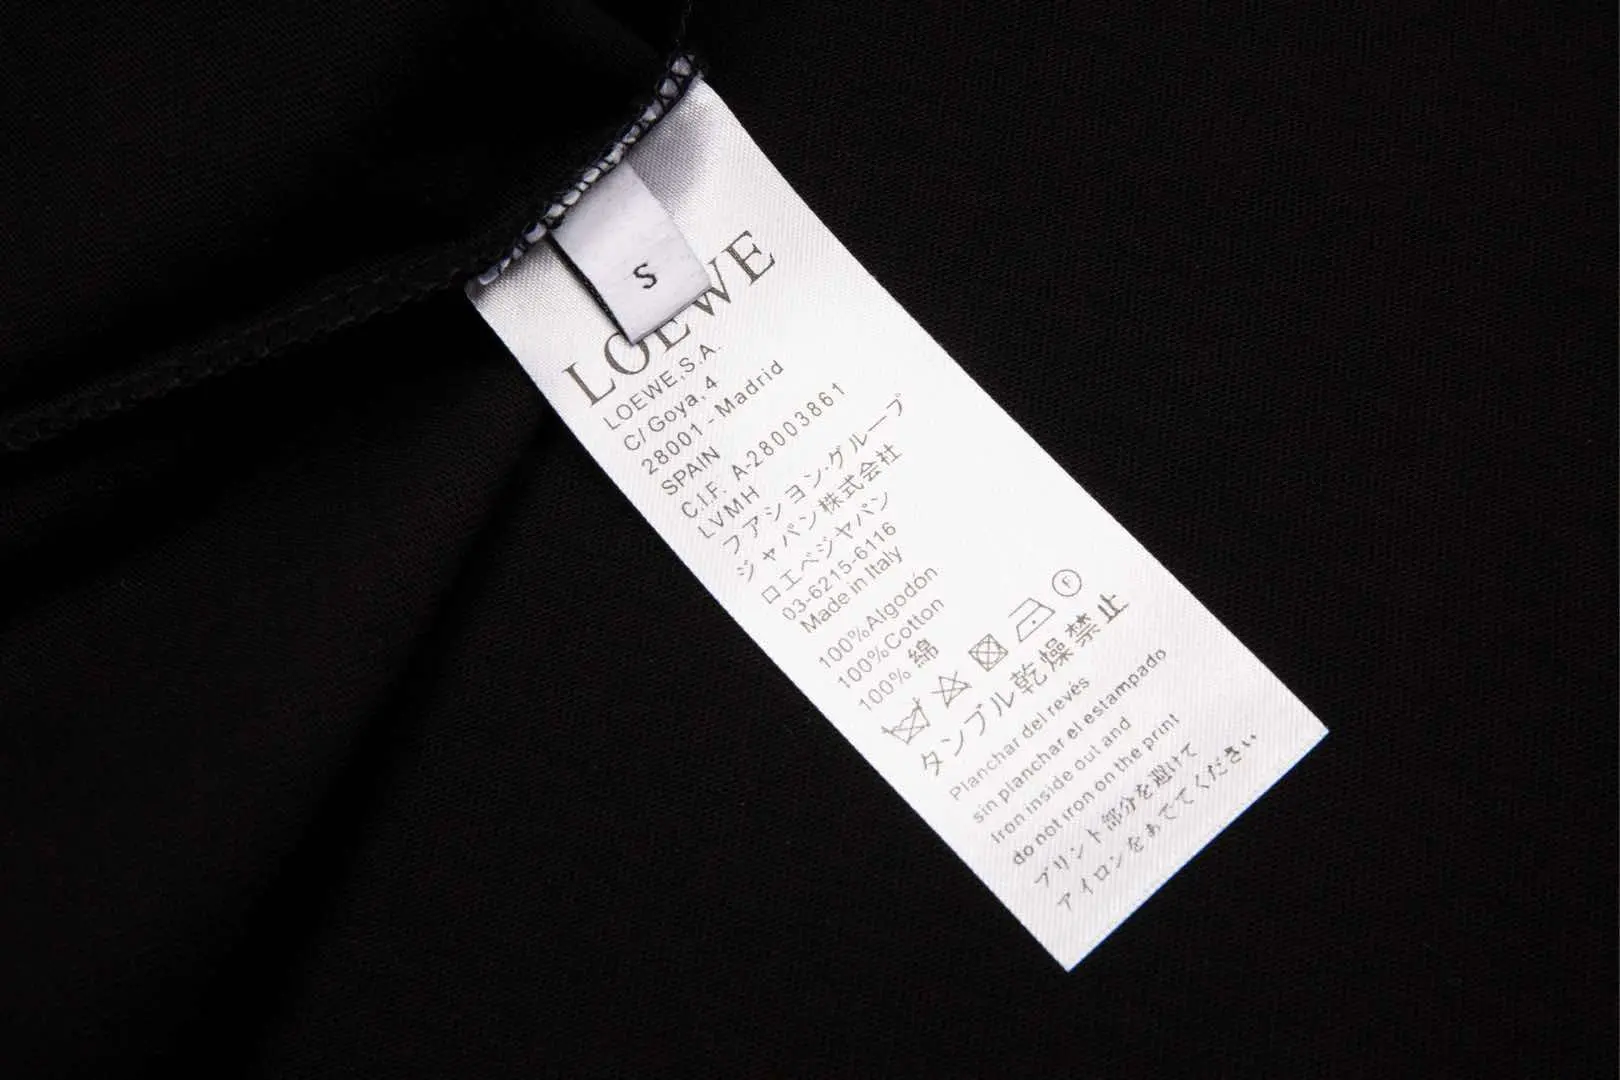 S
LOEWE
LOEWE,S.A.
C/ Goya, 4
28001 - Madrid
SPAIN
C.I.F. A-28003861
LVMH
ファション・グループ
ジャパン株式会社
ロエベジャパン
03-6215-6116
Made in Italy
100%Algodón
100%Cotton
100% 綿
F
タンブル乾燥禁止
Planchar del revés
sin planchar el estampado
Iron inside out and
do not iron on the print
プリント部分を避けて
アイロンをあててください